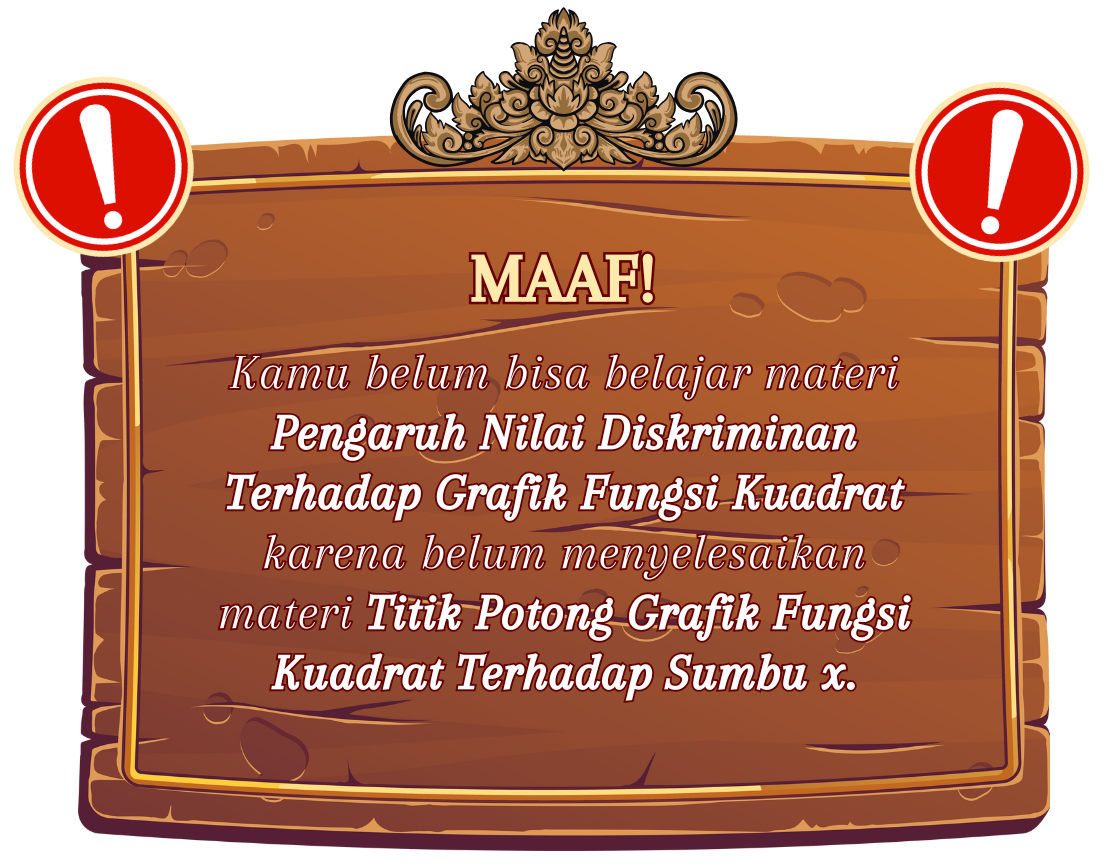 MAAF!
Kamu belum bisa belajar materi
Pengaruh Nilai Diskriminan
Terhadap Grafik Fungsi Kuadrat
karena belum menyelesaikan
materi Titik Potong Grafik Fungsi
Kuadrat Terhadap Sumbu x.